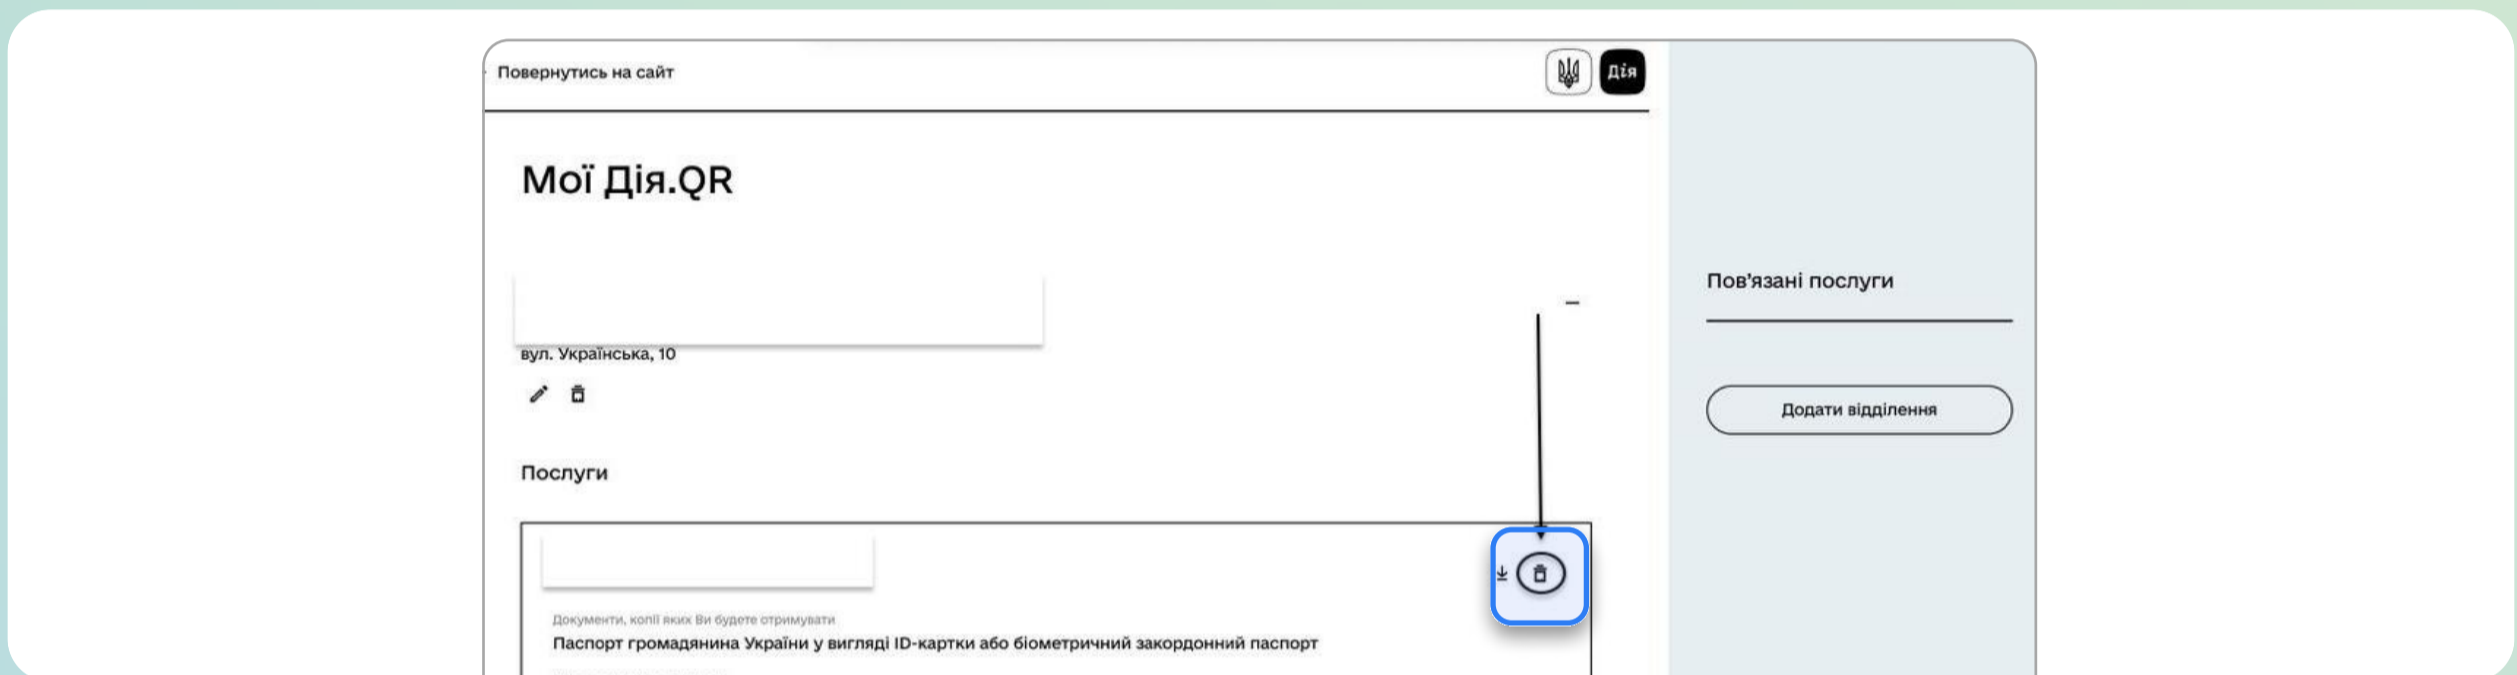 Повернутись на сайт
Дія
Мої Дія.QR
вул. Українська, 10
Послуги
Документи, копії яких Ви будете отримувати
Паспорт громадянина України у вигляді ID-картки або біометричний закордонний паспорт
Пов'язані послуги
Додати відділення